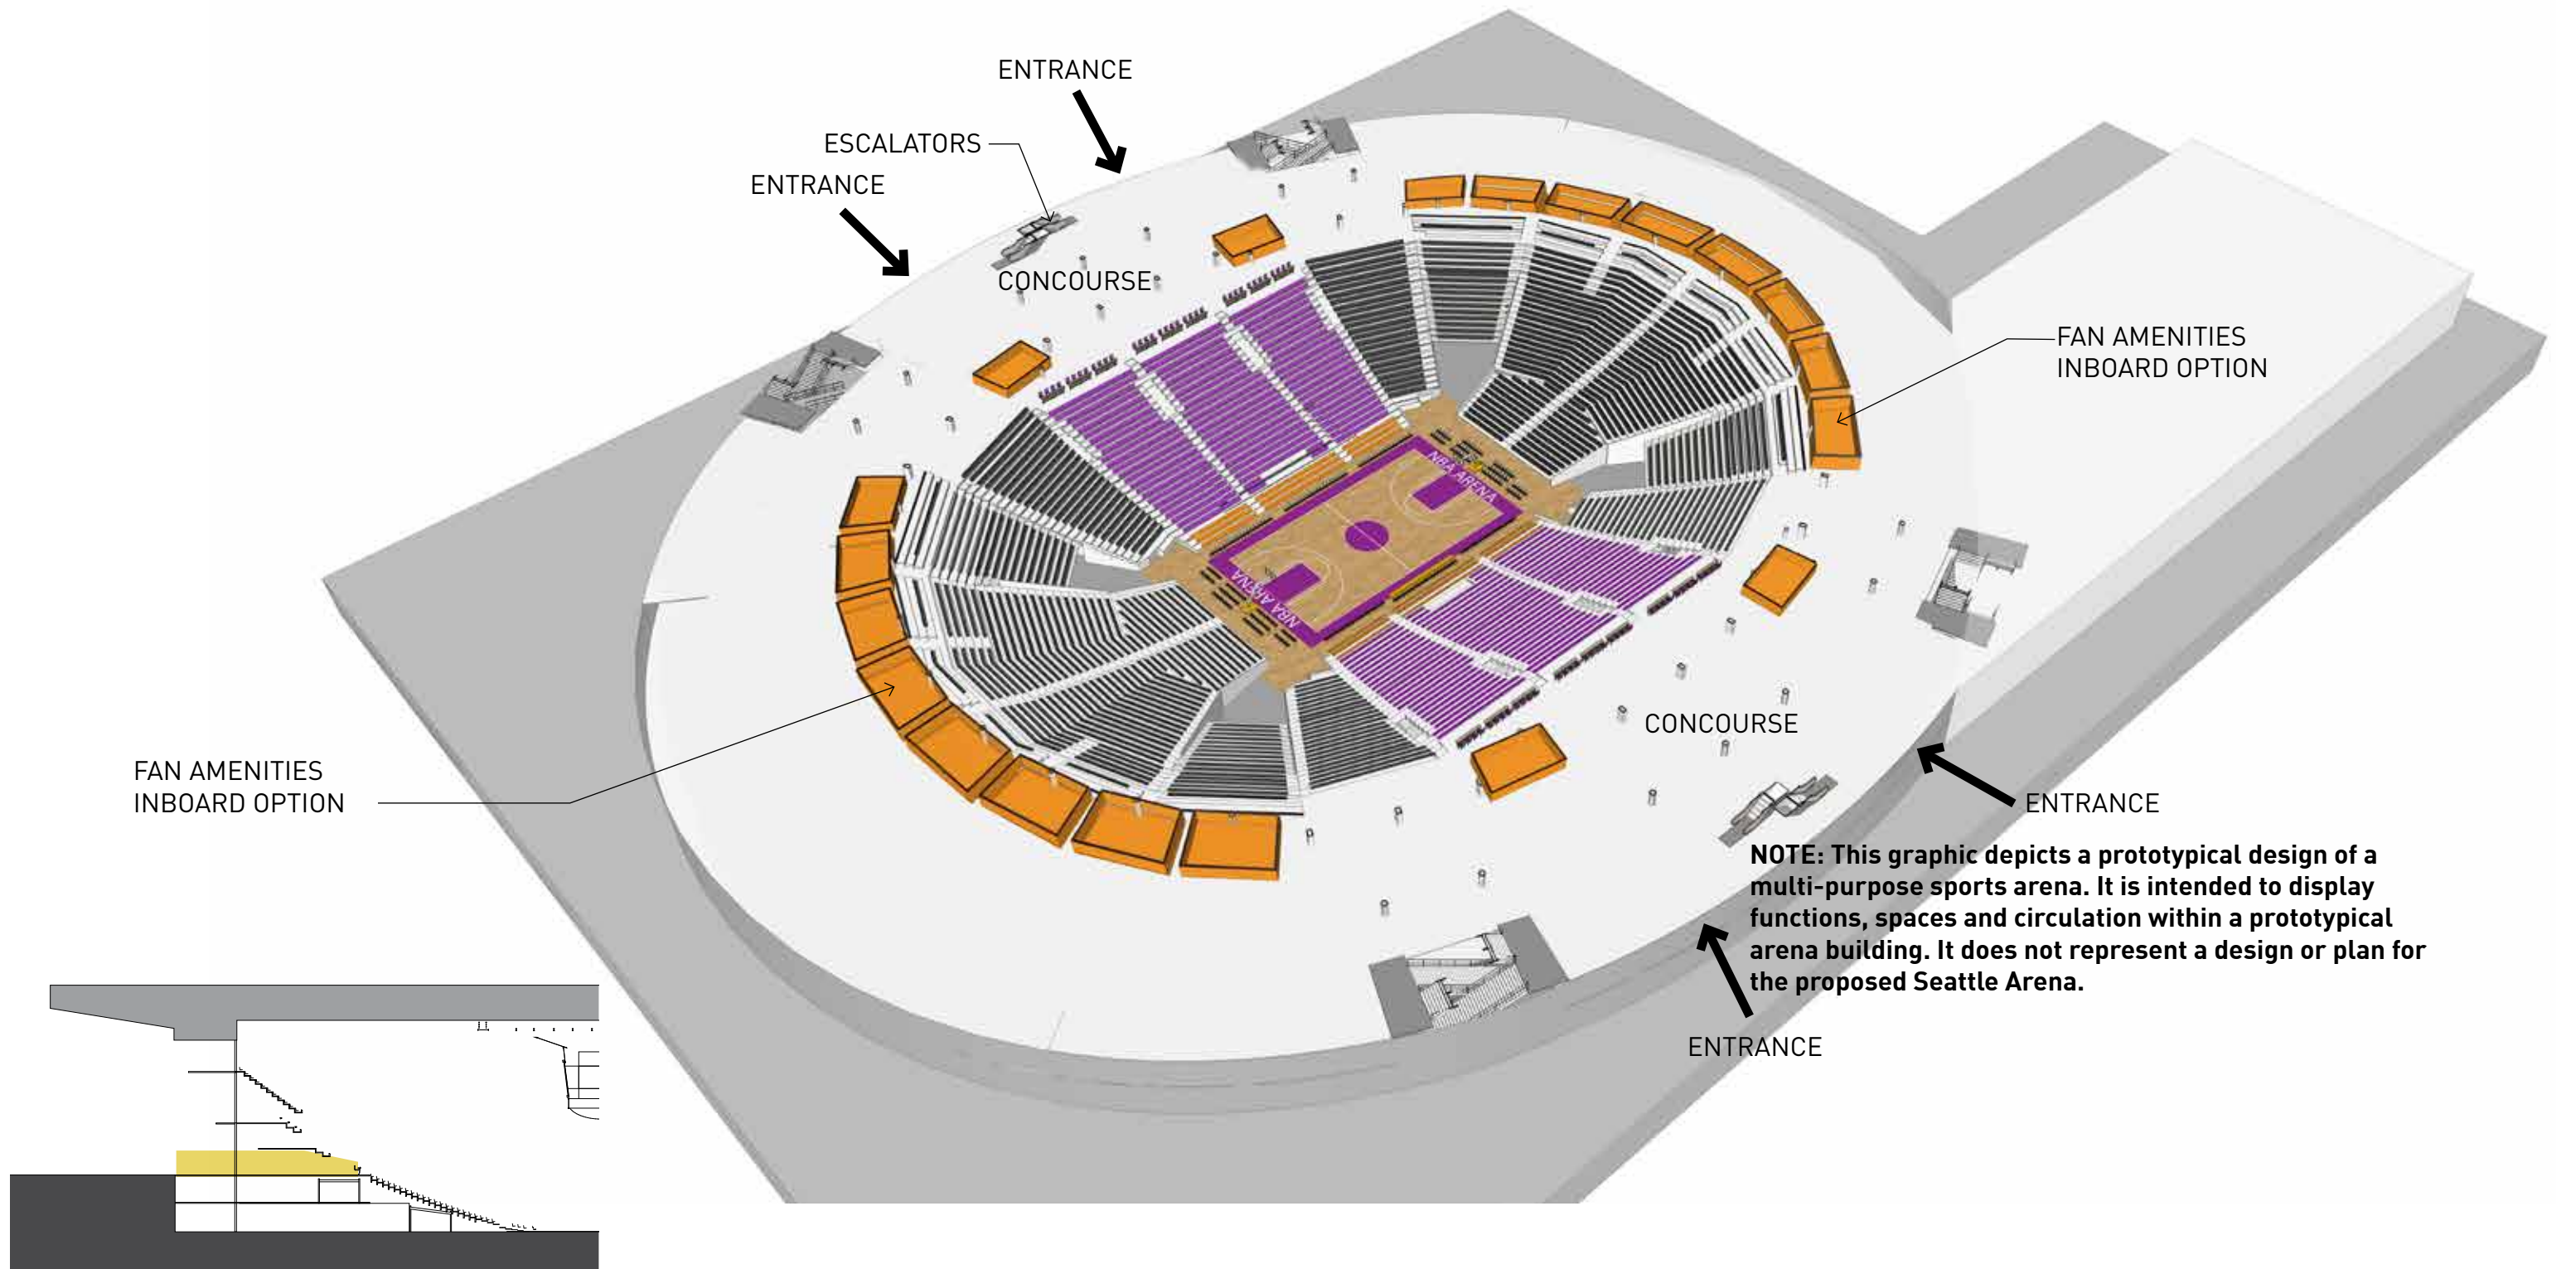 ENTRANCE
ESCALATORS
ENTRANCE
CONCOURSE
FAN AMENITIES
INBOARD OPTION
NBA ARENA
NBA ARENA
CONCOURSE
FAN AMENITIES
INBOARD OPTION
ENTRANCE
NOTE: This graphic depicts a prototypical design of a
multi-purpose sports arena. It is intended to display
functions, spaces and circulation within a prototypical
arena building. It does not represent a design or plan for
the proposed Seattle Arena.
ENTRANCE